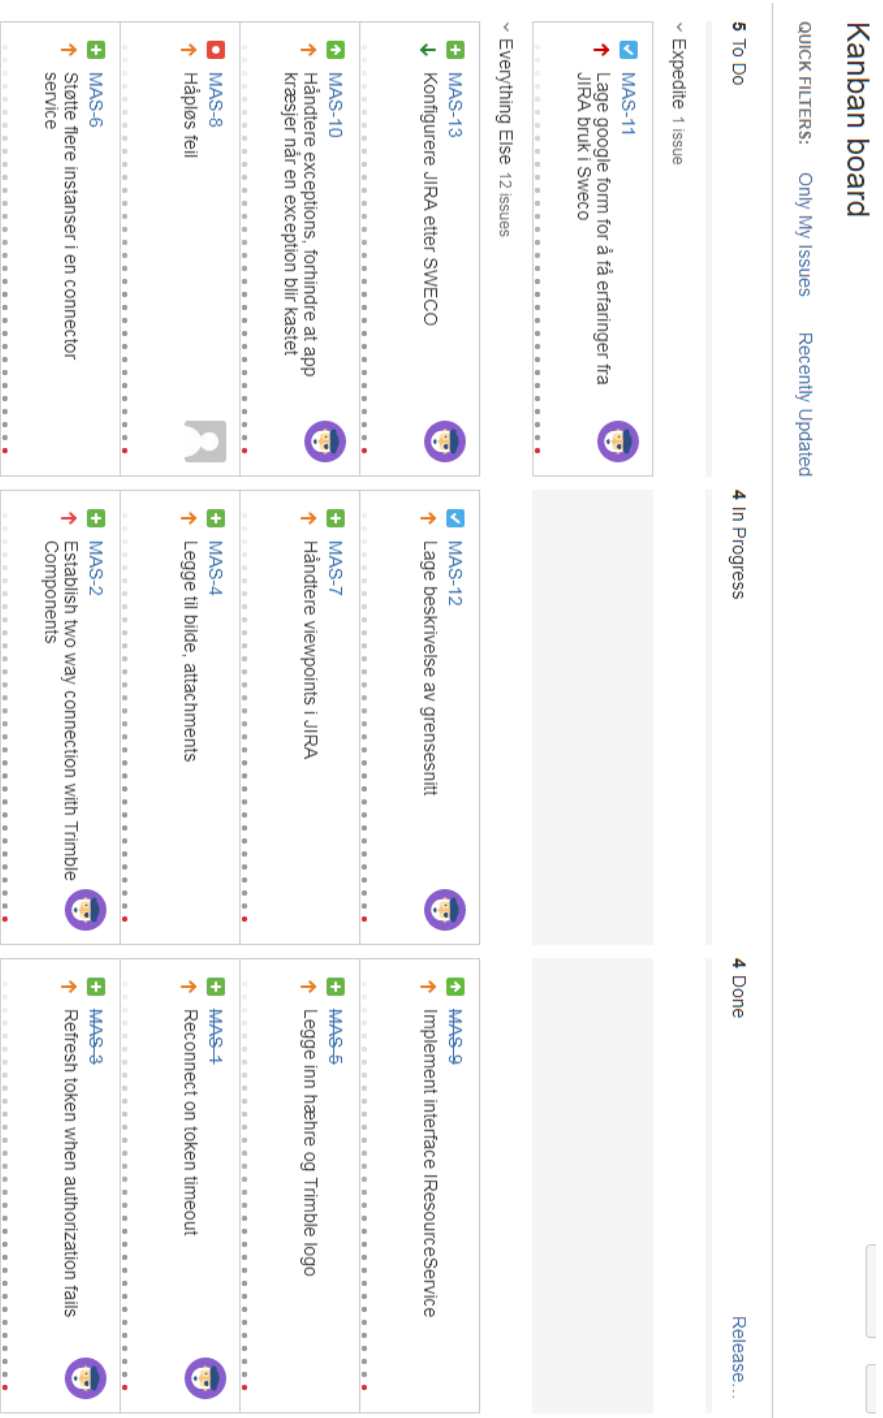 Kanban board
QUICK FILTERS: Only My Issues Recently Updated
5 To Do
4 In Progress
4 Done
Release...
Expedite 1 issue
MAS-11
Lage google form for å få erfaringer fra
JIRA bruk i Sweco
Everything Else 12 issues
MAS-13
Konfigurere JIRA etter SWECO
MAS-10
Håndtere exceptions, forhindre at app
kræsjer når en exception blir kastet
MAS-8
Håpløs feil
MAS-6
Støtte flere instanser i en connector
service
MAS-12
Lage beskrivelse av grensesnitt
MAS-7
Håndtere viewpoints i JIRA
MAS-4
Legge til bilde, attachments
MAS-2
Establish two way connection with Trimble
Components
MAS-9
Implement interface IResourceService
MAS-5
Legge inn hæhre og Trimble logo
MAS-1
Reconnect on token timeout
MAS-3
Refresh token when authorization fails